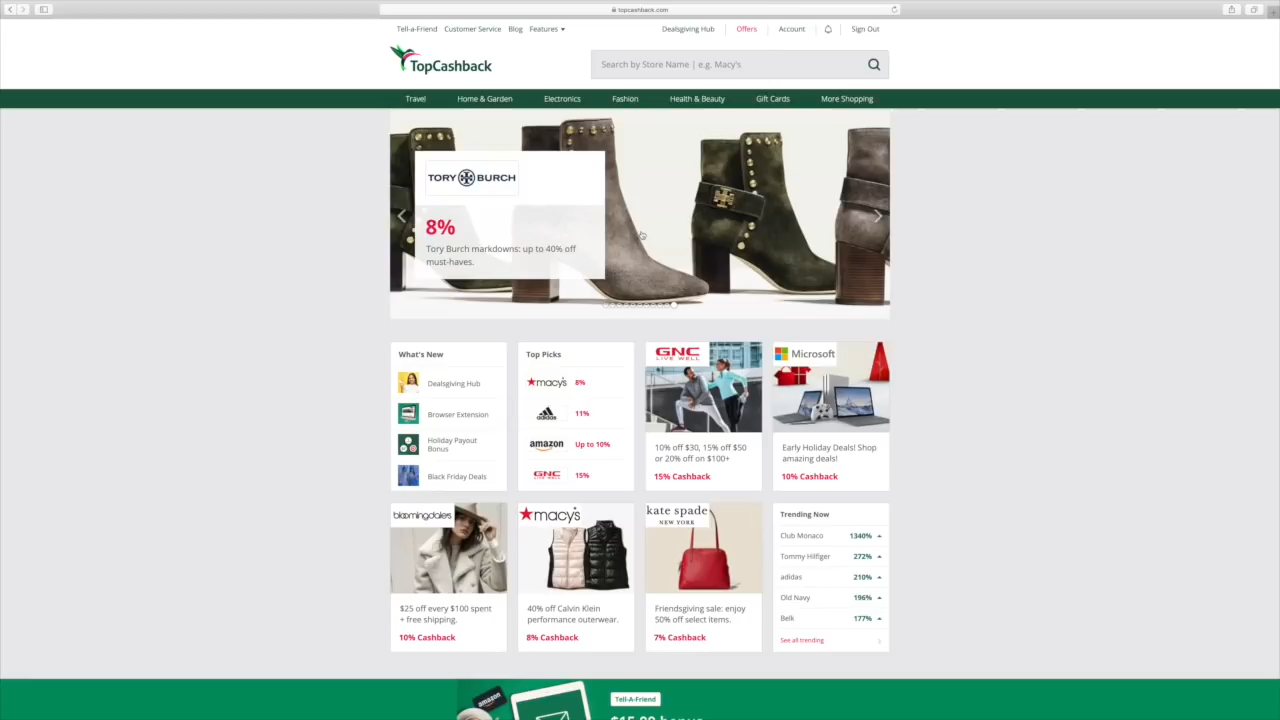 topcashback.com
Tell-a-Friend Customer Service Blog Features Dealsgiving Hub Offers Account Sign Out
TopCashback
Search by Store Name | e.g. Macy's
Travel Home & Garden Electronics Fashion Health & Beauty Gift Cards More Shopping
TORY BURCH
8%
Tory Burch markdowns: up to 40% off
must-haves.
What's New
Dealsgiving Hub
Browser Extension
Holiday Payout
Bonus
Black Friday Deals
Top Picks
macy's 8%
adidas 11%
amazon Up to 10%
GNC 15%
GNC
LIVE WELL
10% off $30, 15% off $50
or 20% off on $100+
15% Cashback
Microsoft
Early Holiday Deals! Shop
amazing deals!
10% Cashback
bloomingdales
$25 off every $100 spent
+ free shipping.
10% Cashback
macy's
40% off Calvin Klein
performance outerwear.
8% Cashback
kate spade
NEW YORK
Friendsgiving sale: enjoy
50% off select items.
7% Cashback
Trending Now
Club Monaco 1340%
Tommy Hilfiger 272%
adidas 210%
Old Navy 196%
Belk 177%
See all trending
amazon
Tell-A-Friend
$15.00 bonus